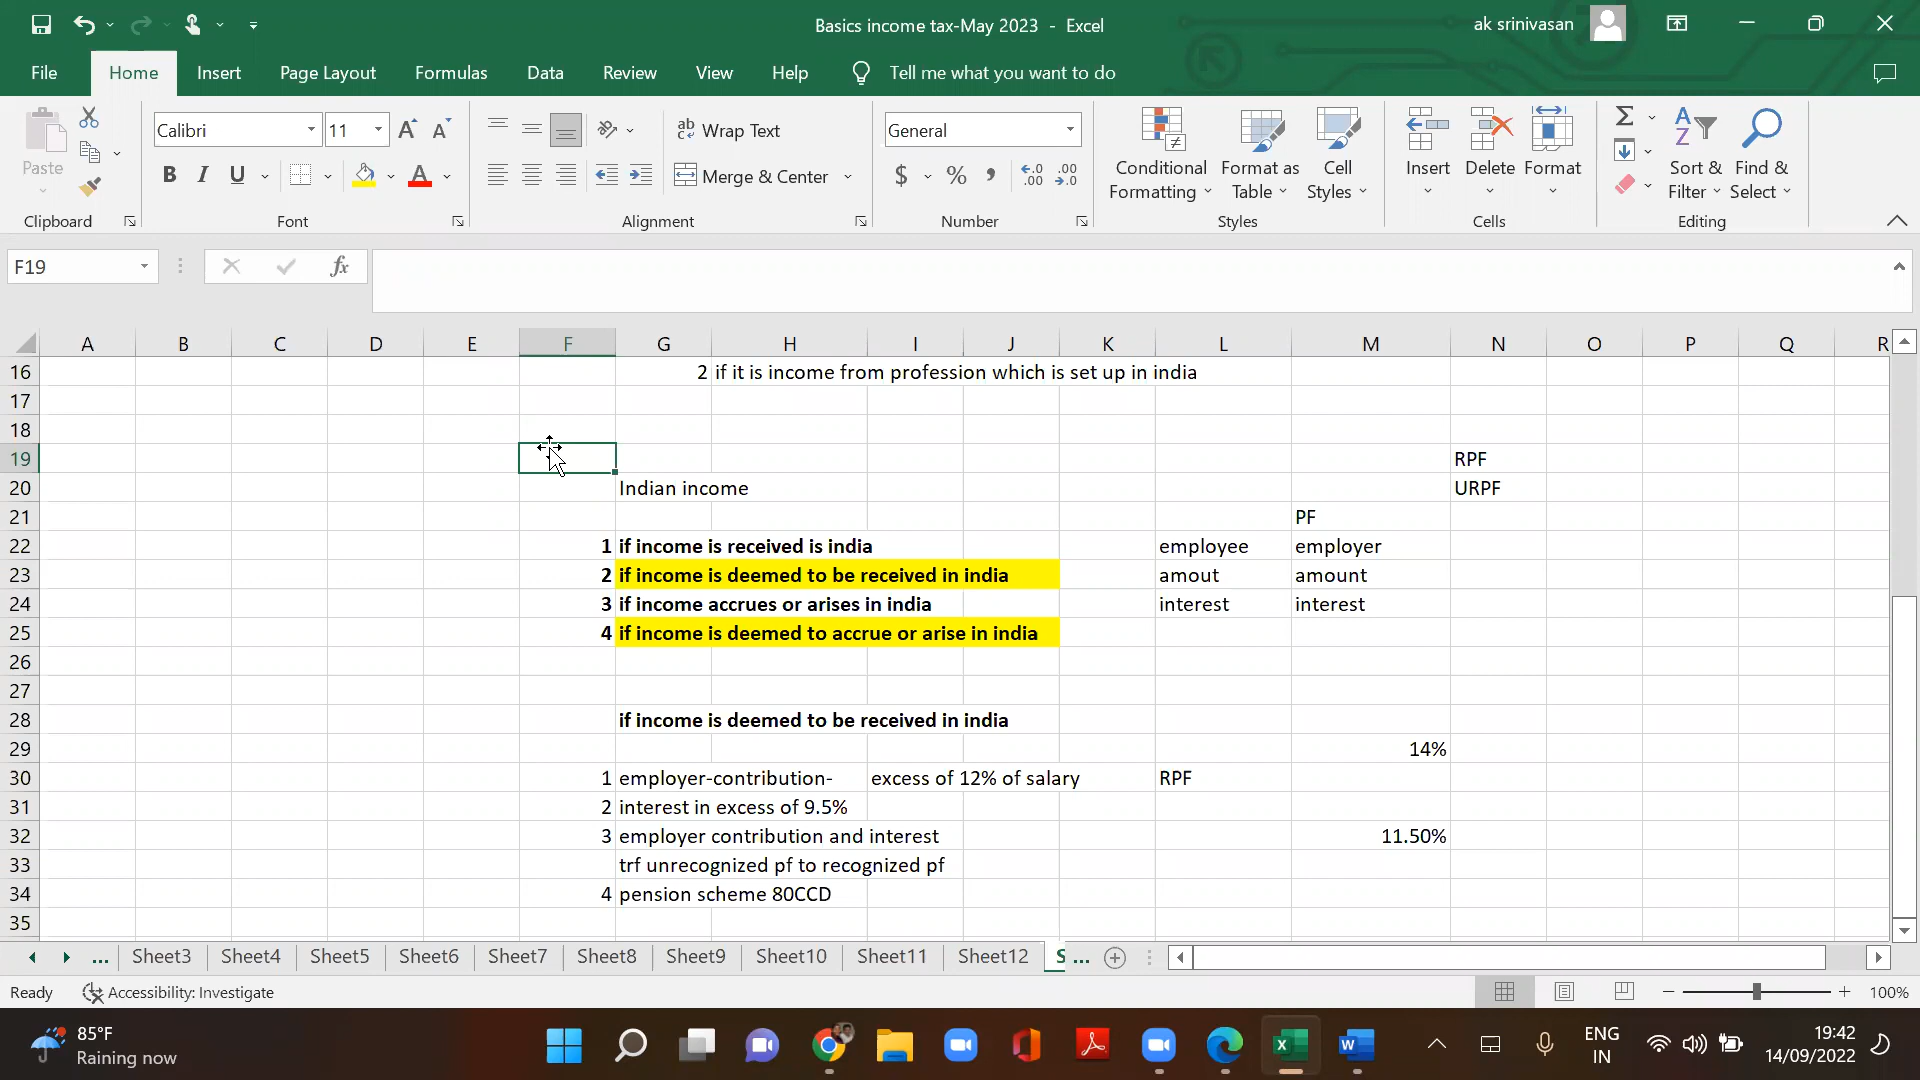 Basics income tax-May 2023 - Excel
ak srinivasan
File Home Insert Page Layout Formulas Data Review View Help Tell me what you want to do
Calibri 11
ab Wrap Text
General
Paste
B I U
Merge & Center
$ % ,
Conditional Formatting
Format as Table
Cell Styles
Insert
Delete
Format
Sort & Filter
Find & Select
Clipboard Font Alignment Number Styles Cells Editing
F19 fx
A B C D E F G H I J K L M N O P Q R
16 2 if it is income from profession which is set up in india
17
18
19 RPF
20 Indian income URPF
21 PF
22 1 if income is received is india employee employer
23 2 if income is deemed to be received in india amout amount
24 3 if income accrues or arises in india interest interest
25 4 if income is deemed to accrue or arise in india
26
27
28 if income is deemed to be received in india
29 14%
30 1 employer-contribution- excess of 12% of salary RPF
31 2 interest in excess of 9.5%
32 3 employer contribution and interest 11.50%
33 trf unrecognized pf to recognized pf
34 4 pension scheme 80CCD
35
... Sheet3 Sheet4 Sheet5 Sheet6 Sheet7 Sheet8 Sheet9 Sheet10 Sheet11 Sheet12 S ...
Ready Accessibility: Investigate 100%
85°F
Raining now
ENG
IN
19:42
14/09/2022